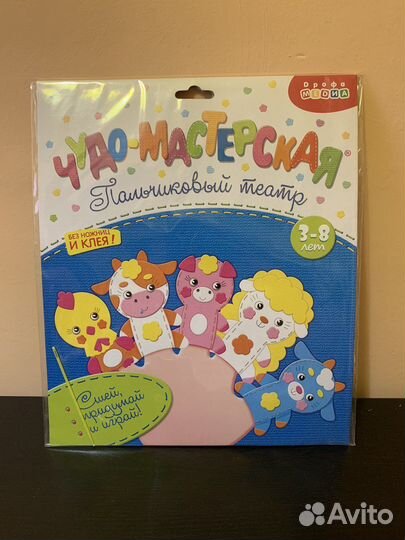 Дрофа
МЕДИА
ЧУДО-МАСТЕРСКАЯ®
Пальчиковый театр
БЕЗ НОЖНИЦ
И КЛЕЯ!
3-8
лет
Сшей,
придумай
и играй!
Avito